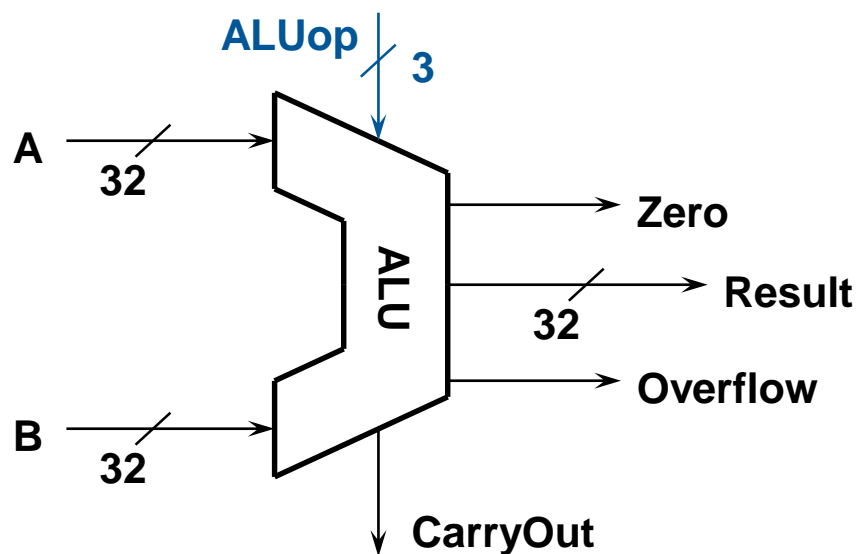 ALUop
3
A
32
Zero
ALU
Result
32
Overflow
B
32
CarryOut